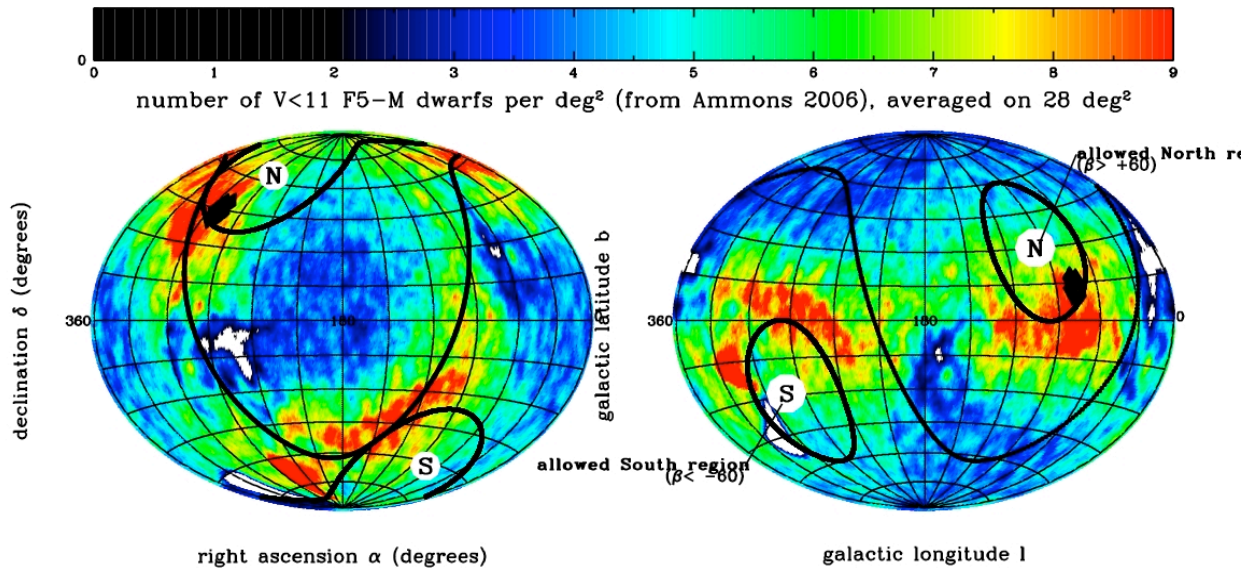 0
0 1 2 3 4 5 6 7 8 9
number of V<11 F5-M dwarfs per deg² (from Ammons 2006), averaged on 28 deg²
declination δ (degrees)
N
360
180
S
right ascension α (degrees)
galactic latitude b
allowed North re
(β> +60)
N
360
180
0
S
allowed South region
(β< -60)
galactic longitude l